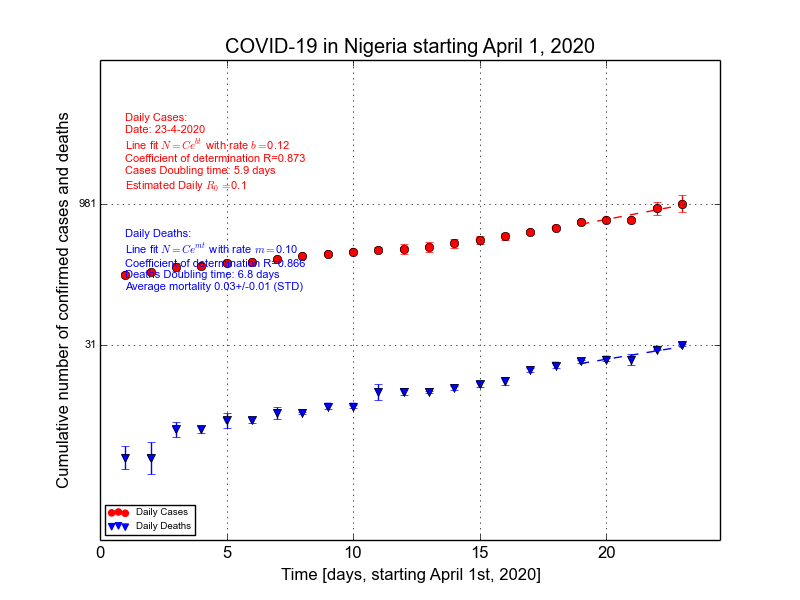 COVID-19 in Nigeria starting April 1, 2020
Daily Cases:
Date: 23-4-2020
Line fit N=Ce^{bt} with rate b=0.12
Coefficient of determination R=0.873
Cases Doubling time: 5.9 days
Estimated Daily R_0=0.1
Daily Deaths:
Line fit N=Ce^{mt} with rate m=0.10
Coefficient of determination R=0.866
Deaths Doubling time: 6.8 days
Average mortality 0.03+/-0.01 (STD)
Cumulative number of confirmed cases and deaths
981
31
Daily Cases
Daily Deaths
0 5 10 15 20
Time [days, starting April 1st, 2020]